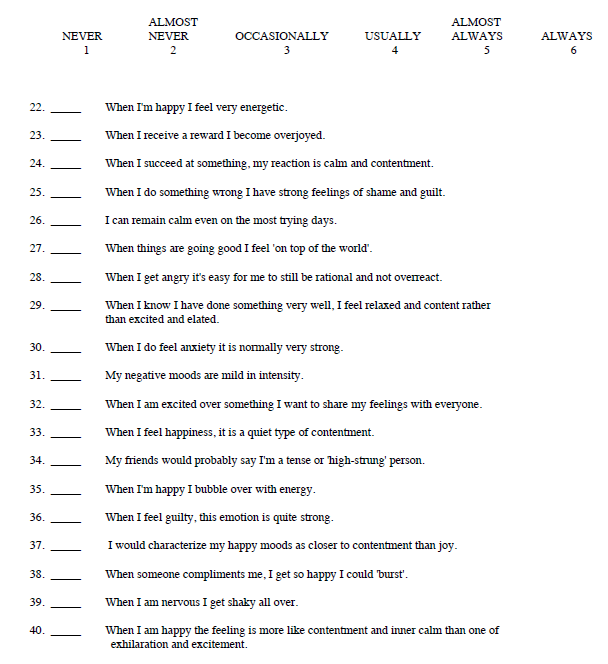 ALMOST ALMOST
NEVER NEVER OCCASIONALLY USUALLY ALWAYS ALWAYS
1 2 3 4 5 6
22. _____ When I'm happy I feel very energetic.
23. _____ When I receive a reward I become overjoyed.
24. _____ When I succeed at something, my reaction is calm and contentment.
25. _____ When I do something wrong I have strong feelings of shame and guilt.
26. _____ I can remain calm even on the most trying days.
27. _____ When things are going good I feel 'on top of the world'.
28. _____ When I get angry it's easy for me to still be rational and not overreact.
29. _____ When I know I have done something very well, I feel relaxed and content rather
than excited and elated.
30. _____ When I do feel anxiety it is normally very strong.
31. _____ My negative moods are mild in intensity.
32. _____ When I am excited over something I want to share my feelings with everyone.
33. _____ When I feel happiness, it is a quiet type of contentment.
34. _____ My friends would probably say I'm a tense or 'high-strung' person.
35. _____ When I'm happy I bubble over with energy.
36. _____ When I feel guilty, this emotion is quite strong.
37. _____ I would characterize my happy moods as closer to contentment than joy.
38. _____ When someone compliments me, I get so happy I could 'burst'.
39. _____ When I am nervous I get shaky all over.
40. _____ When I am happy the feeling is more like contentment and inner calm than one of
exhilaration and excitement.